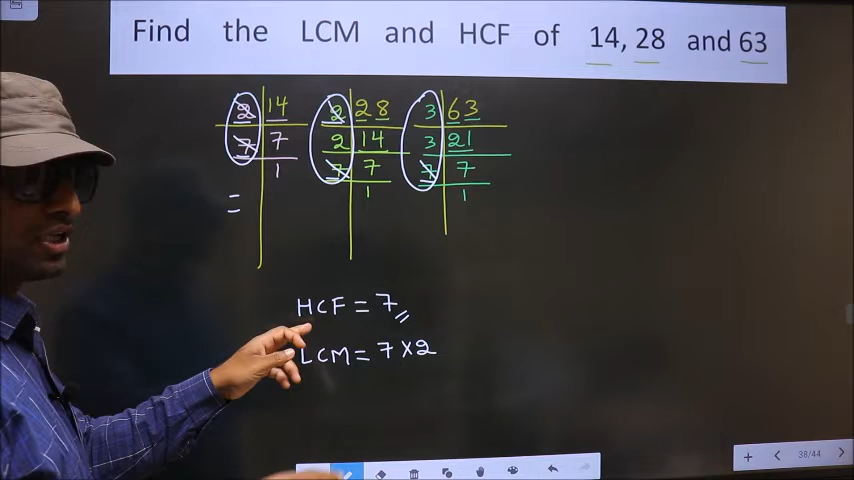 Find the LCM and HCF of 14, 28 and 63
2 14 2 28 3 63
7 7 2 14 3 21
1 7 7 7 7
= 1 1
HCF = 7
LCM = 7 × 2
38/44